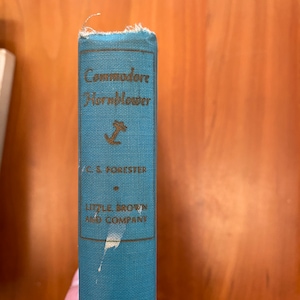 Commodore
Hornblower
C. S. FORESTER
LITTLE, BROWN
AND COMPANY